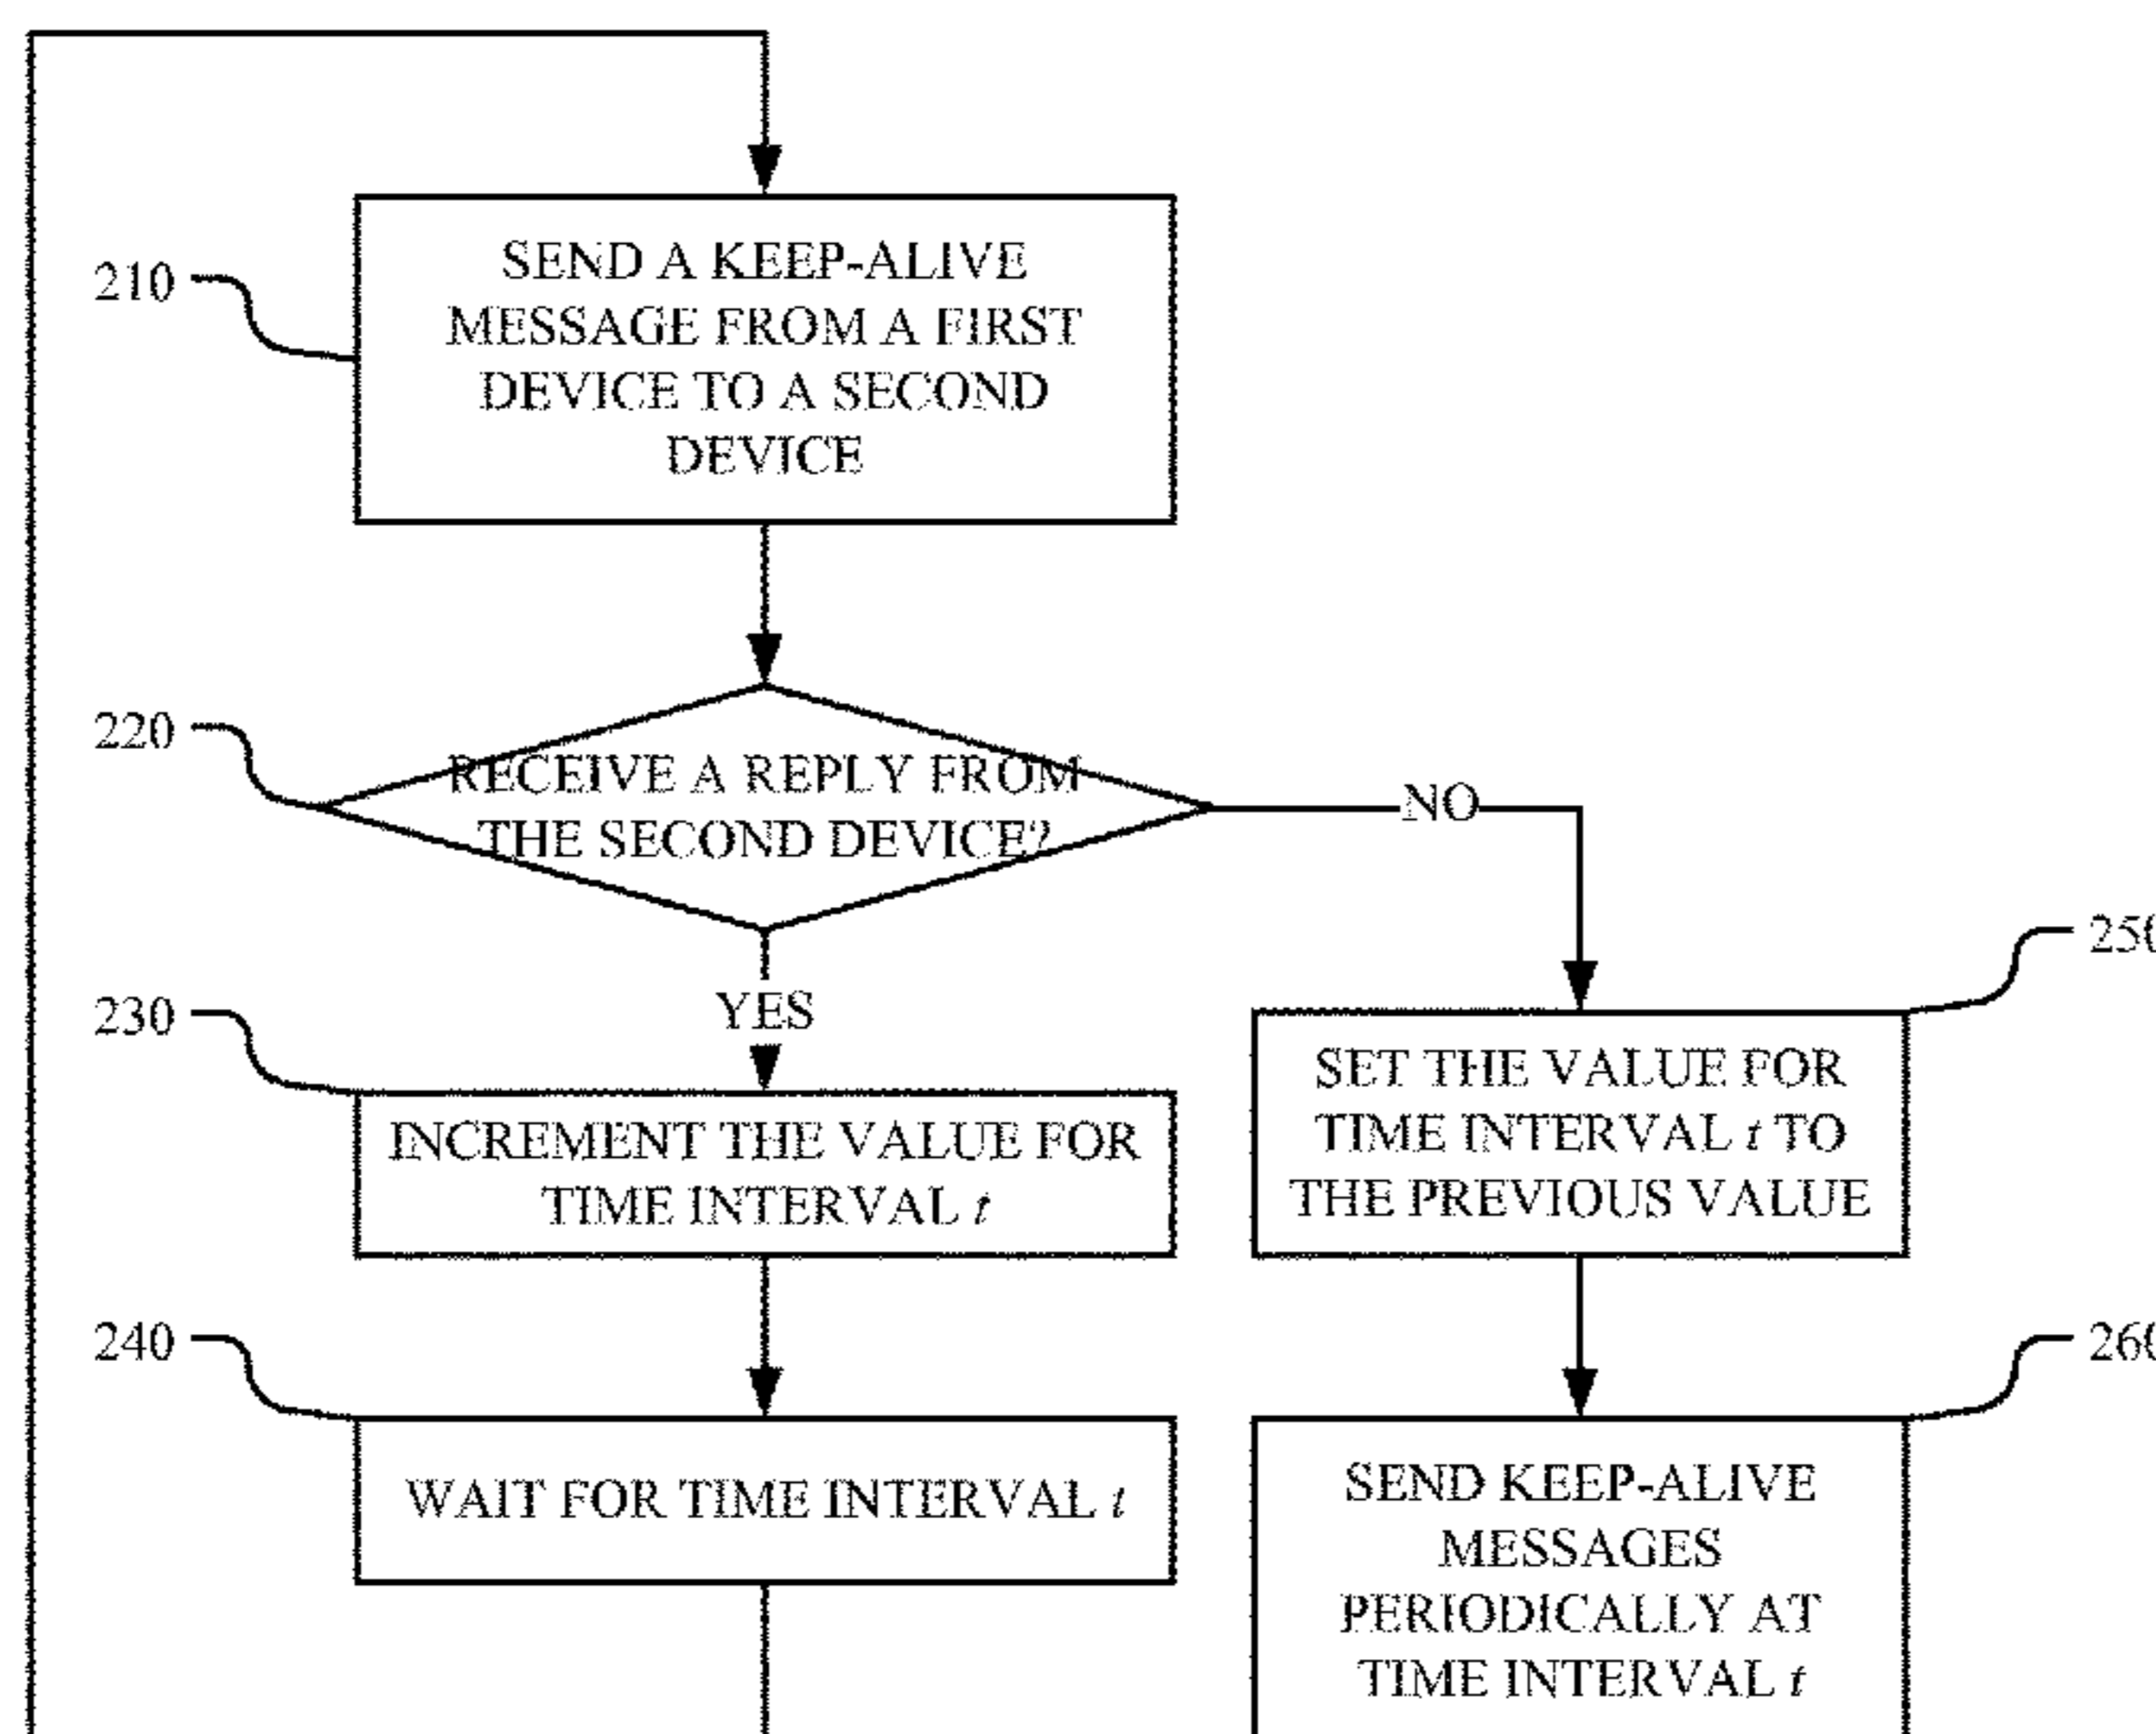 210
SEND A KEEP-ALIVE
MESSAGE FROM A FIRST
DEVICE TO A SECOND
DEVICE
220
RECEIVE A REPLY FROM
THE SECOND DEVICE?
NO
YES
230
INCREMENT THE VALUE FOR
TIME INTERVAL t
250
SET THE VALUE FOR
TIME INTERVAL t TO
THE PREVIOUS VALUE
240
WAIT FOR TIME INTERVAL t
260
SEND KEEP-ALIVE
MESSAGES
PERIODICALLY AT
TIME INTERVAL t